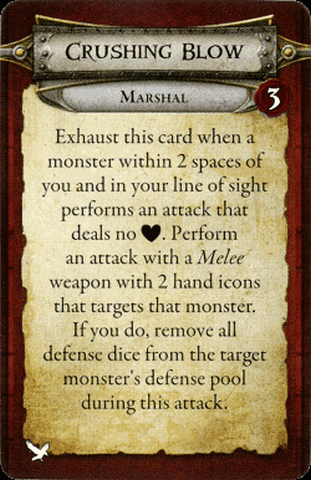 Crushing Blow
Marshal
3
Exhaust this card when a
monster within 2 spaces of
you and in your line of sight
performs an attack that
deals no ♥. Perform
an attack with a Melee
weapon with 2 hand icons
that targets that monster.
If you do, remove all
defense dice from the target
monster's defense pool
during this attack.